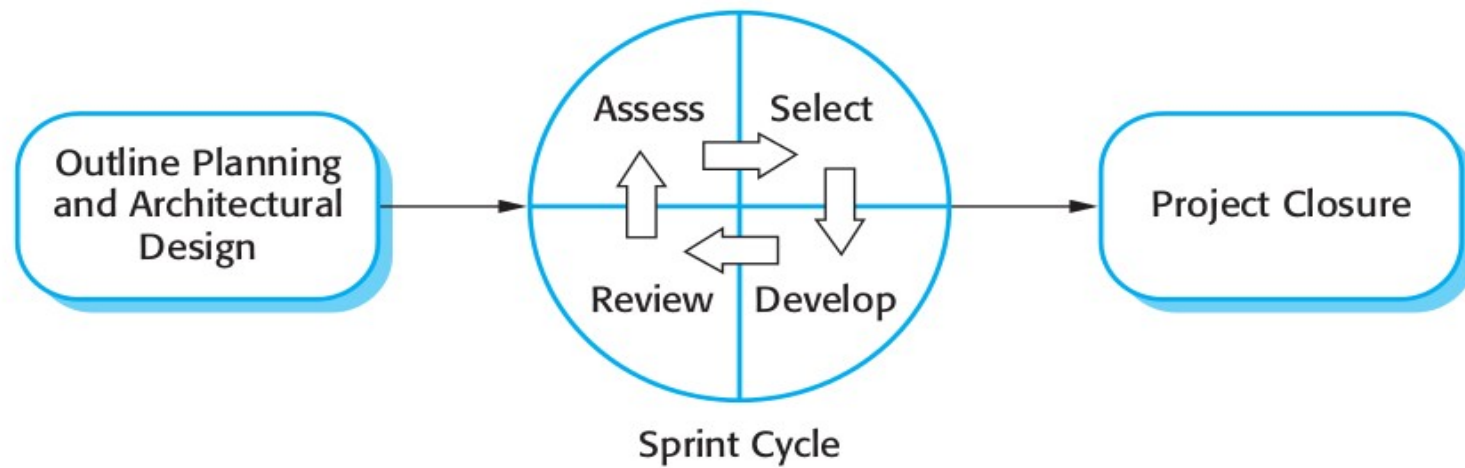 Outline Planning
and Architectural
Design
Assess
Select
Review
Develop
Sprint Cycle
Project Closure